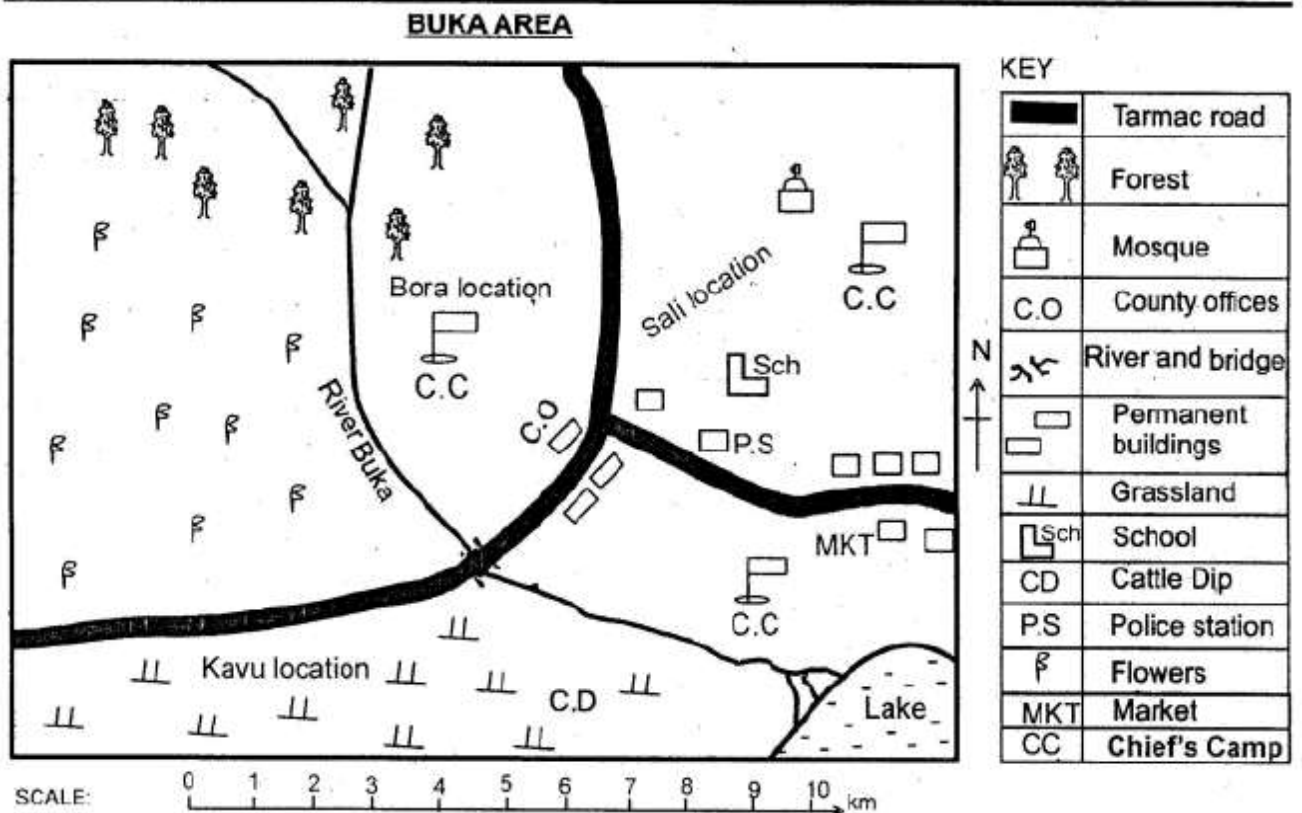 BUKA AREA
Bora location
C.C
Sali location
C.C
Sch
C.O
P.S
River Buka
MKT
C.C
Kavu location
C.D
Lake
N
KEY
Tarmac road
Forest
Mosque
C.O County offices
River and bridge
Permanent
buildings
Grassland
Sch School
CD Cattle Dip
P.S Police station
Flowers
MKT Market
CC Chief's Camp
SCALE: 0 1 2 3 4 5 6 7 8 9 10 km